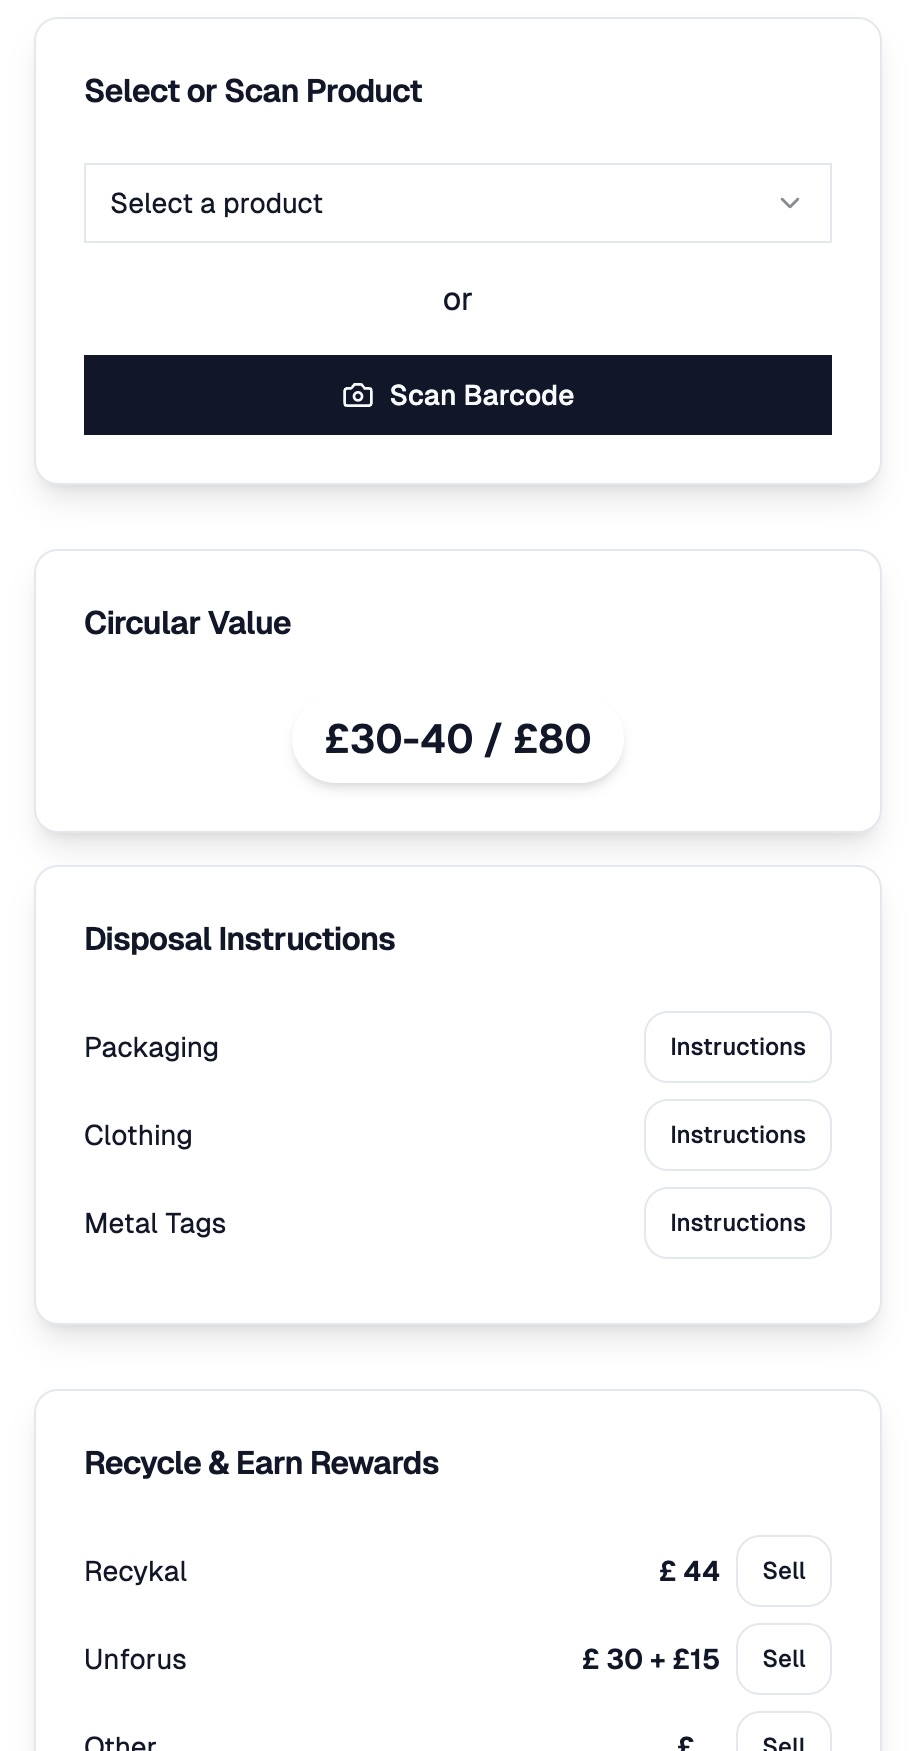 Select or Scan Product
Select a product
or
Scan Barcode
Circular Value
£30-40 / £80
Disposal Instructions
Packaging Instructions
Clothing Instructions
Metal Tags Instructions
Recycle & Earn Rewards
Recykal £ 44 Sell
Unforus £ 30 + £15 Sell
Other £ Sell